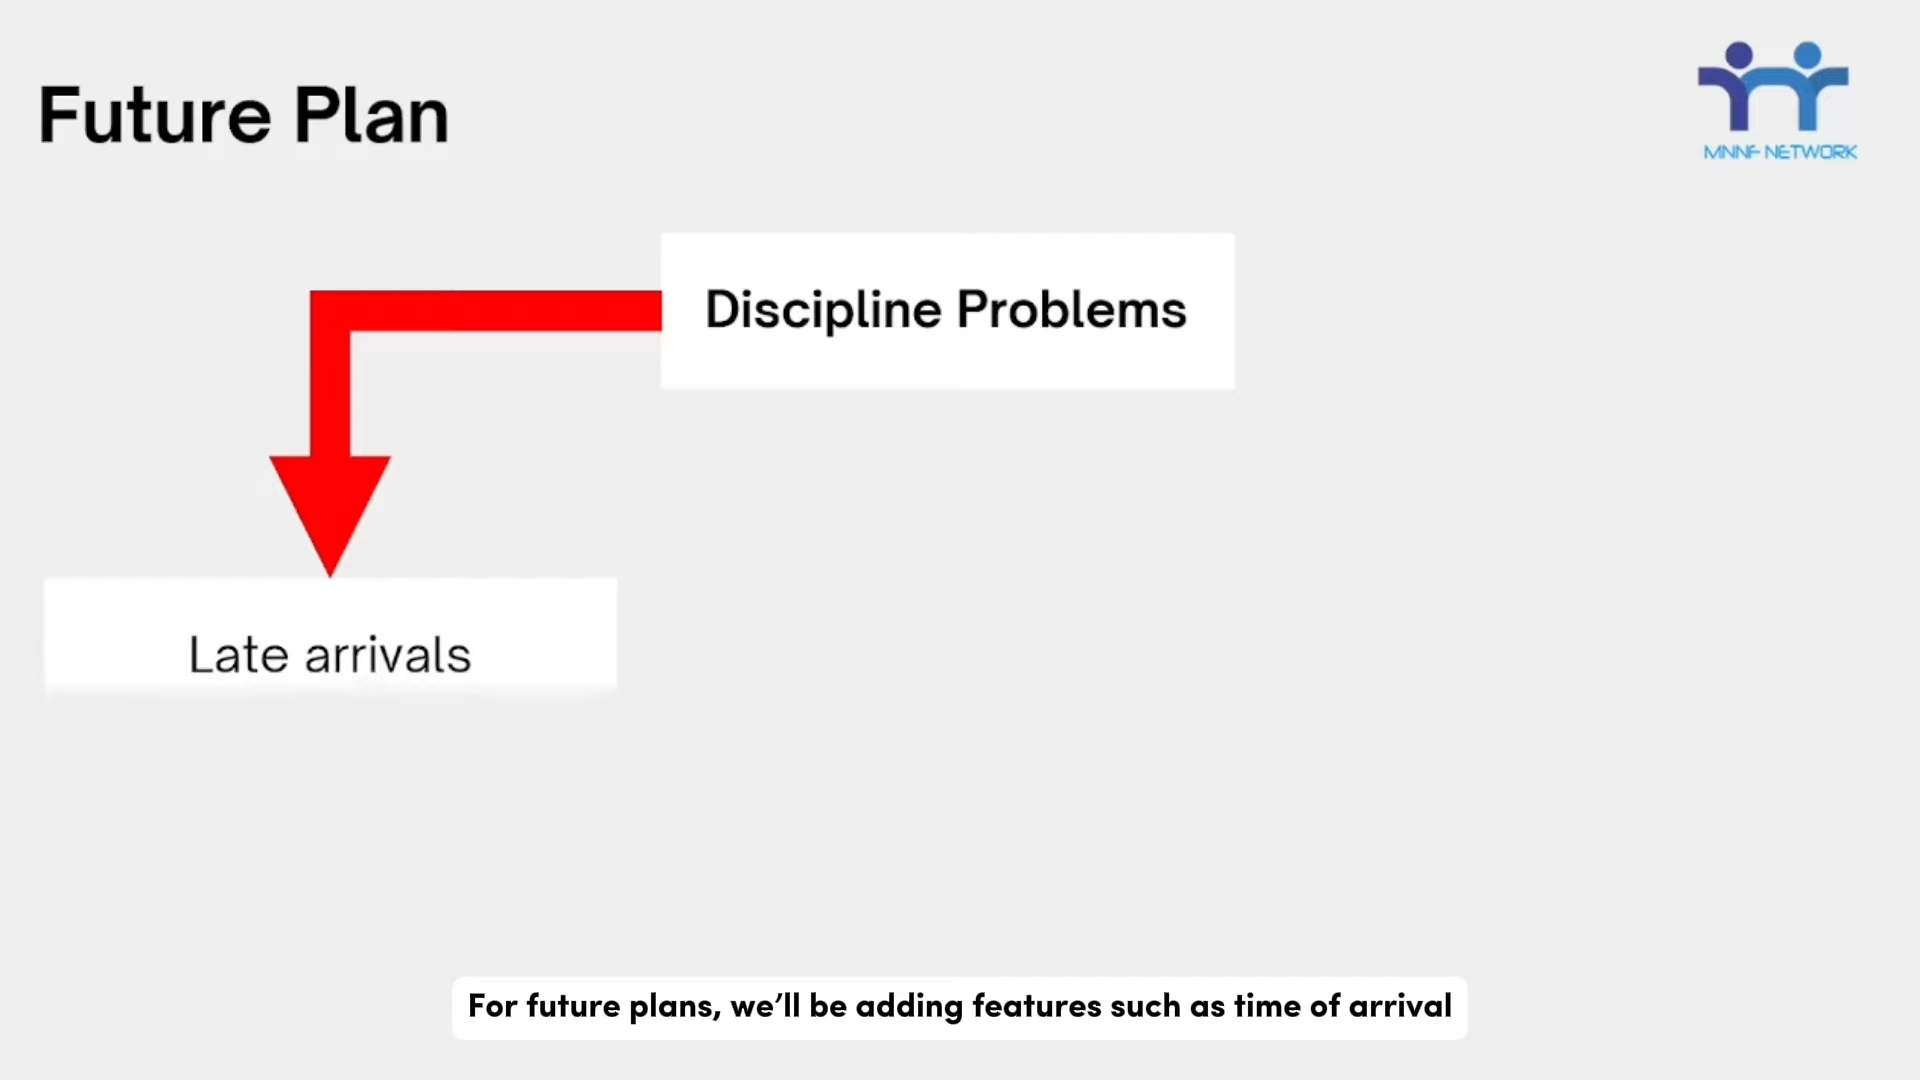 Future Plan
MNNF NETWORK
Discipline Problems
Late arrivals
For future plans, we’ll be adding features such as time of arrival